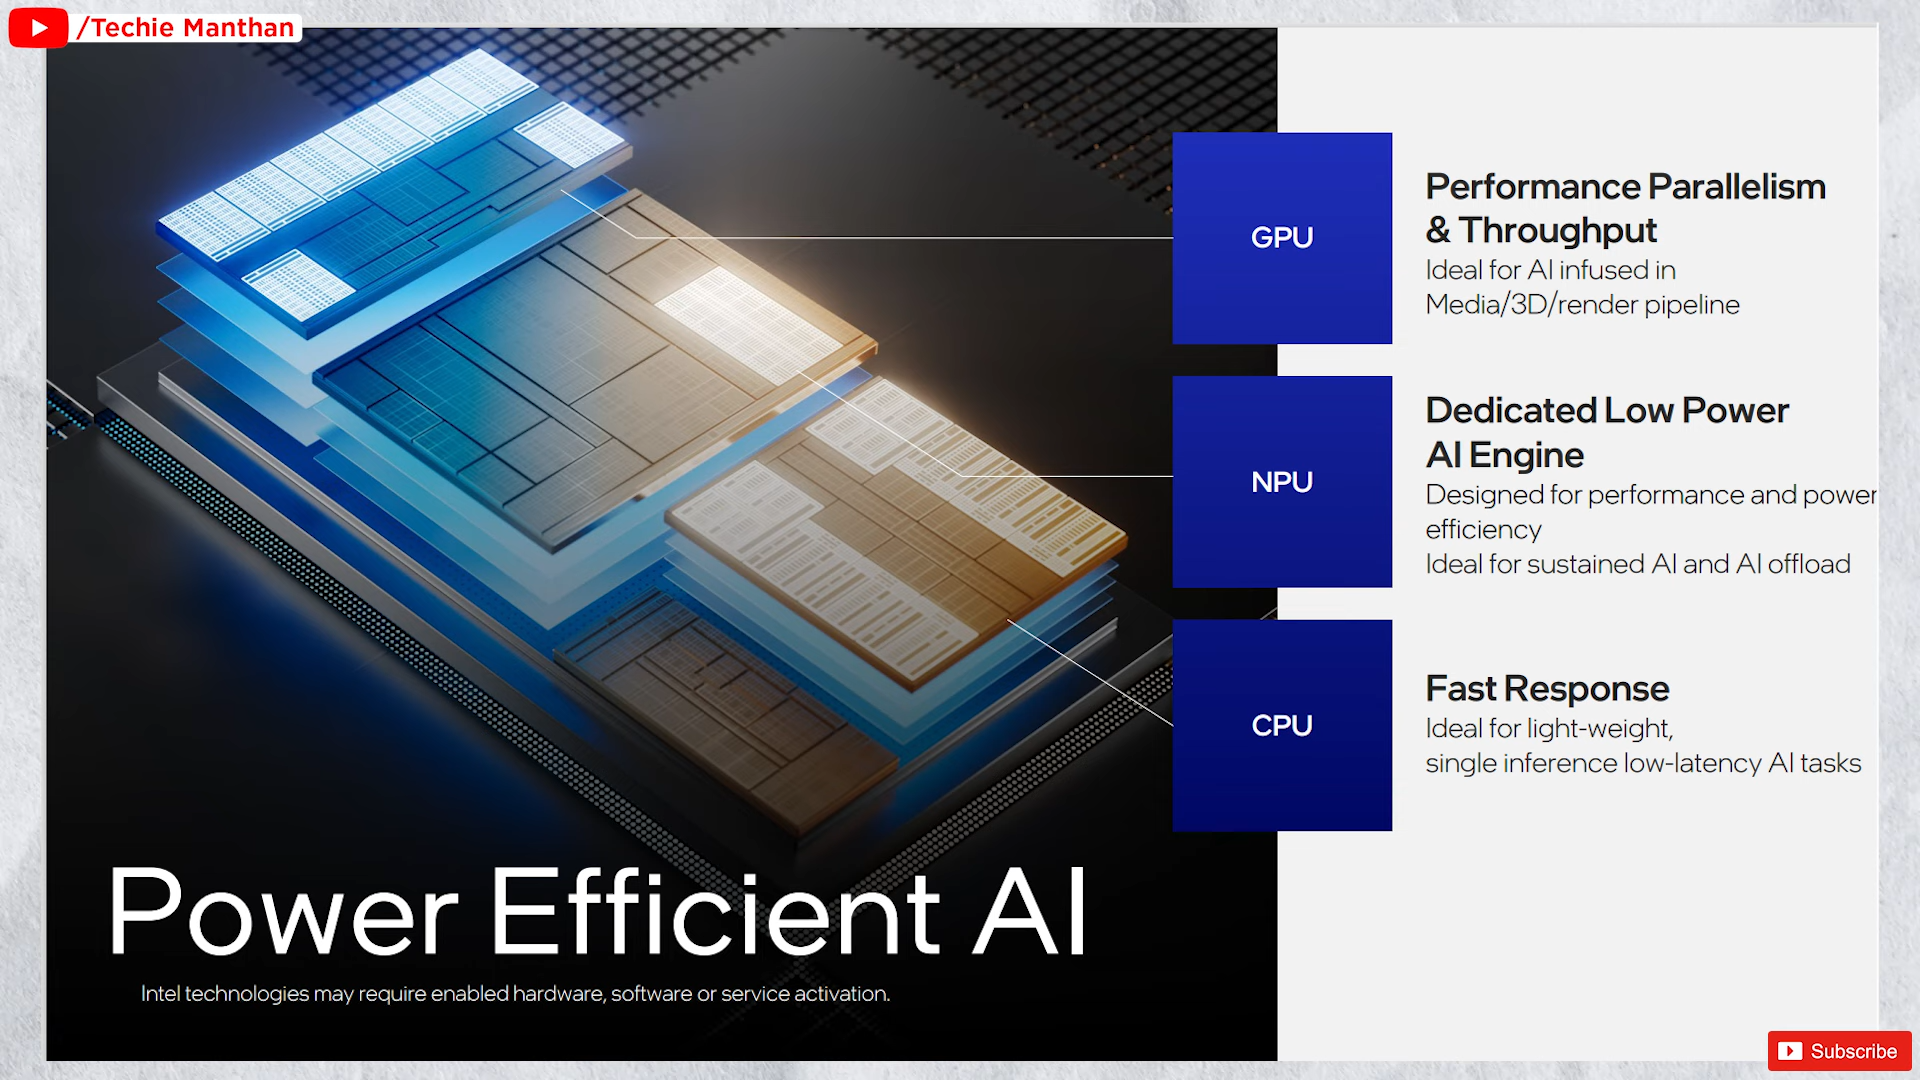 /Techie Manthan
GPU
Performance Parallelism
& Throughput
Ideal for AI infused in
Media/3D/render pipeline
NPU
Dedicated Low Power
AI Engine
Designed for performance and power
efficiency
Ideal for sustained AI and AI offload
CPU
Fast Response
Ideal for light-weight,
single inference low-latency AI tasks
Power Efficient AI
Intel technologies may require enabled hardware, software or service activation.
Subscribe